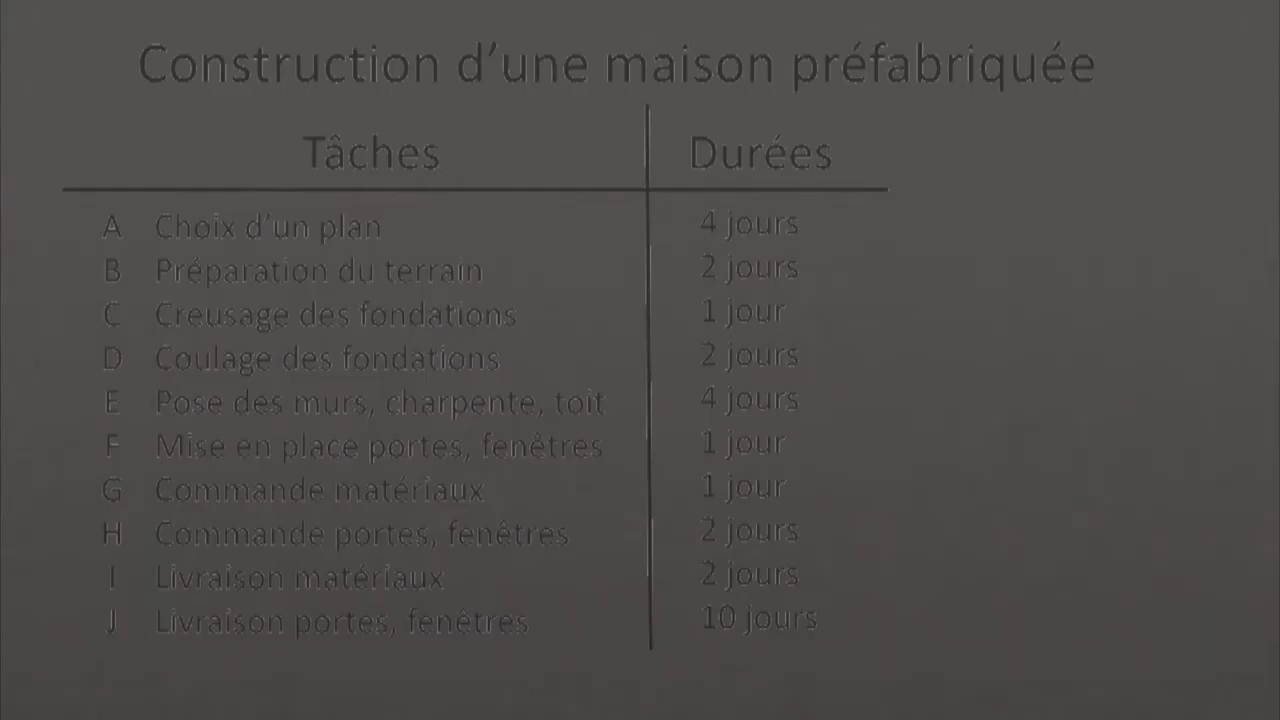 Construction d’une maison préfabriquée
Tâches Durées
A Choix d’un plan 4 jours
B Préparation du terrain 2 jours
C Creusage des fondations 1 jour
D Coulage des fondations 2 jours
E Pose des murs, charpente, toit 4 jours
F Mise en place portes, fenêtres 1 jour
G Commande matériaux 1 jour
H Commande portes, fenêtres 2 jours
I Livraison matériaux 2 jours
J Livraison portes, fenêtres 10 jours